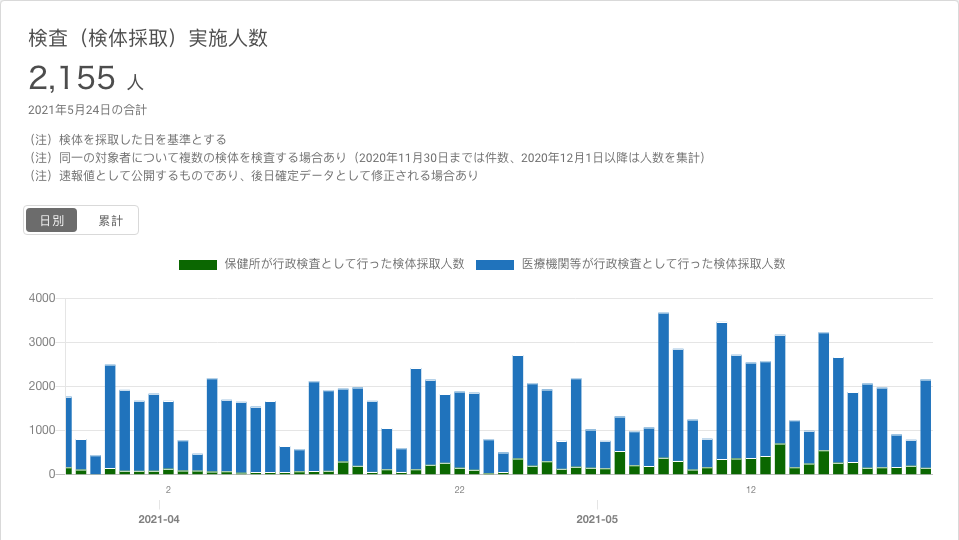 検査（検体採取）実施人数
2,155 人
2021年5月24日の合計
（注）検体を採取した日を基準とする
（注）同一の対象者について複数の検体を検査する場合あり（2020年11月30日までは件数、2020年12月1日以降は人数を集計）
（注）速報値として公開するものであり、後日確定データとして修正される場合あり
日別 累計
保健所が行政検査として行った検体採取人数 医療機関等が行政検査として行った検体採取人数
4000
3000
2000
1000
0
2 22 12
2021-04 2021-05